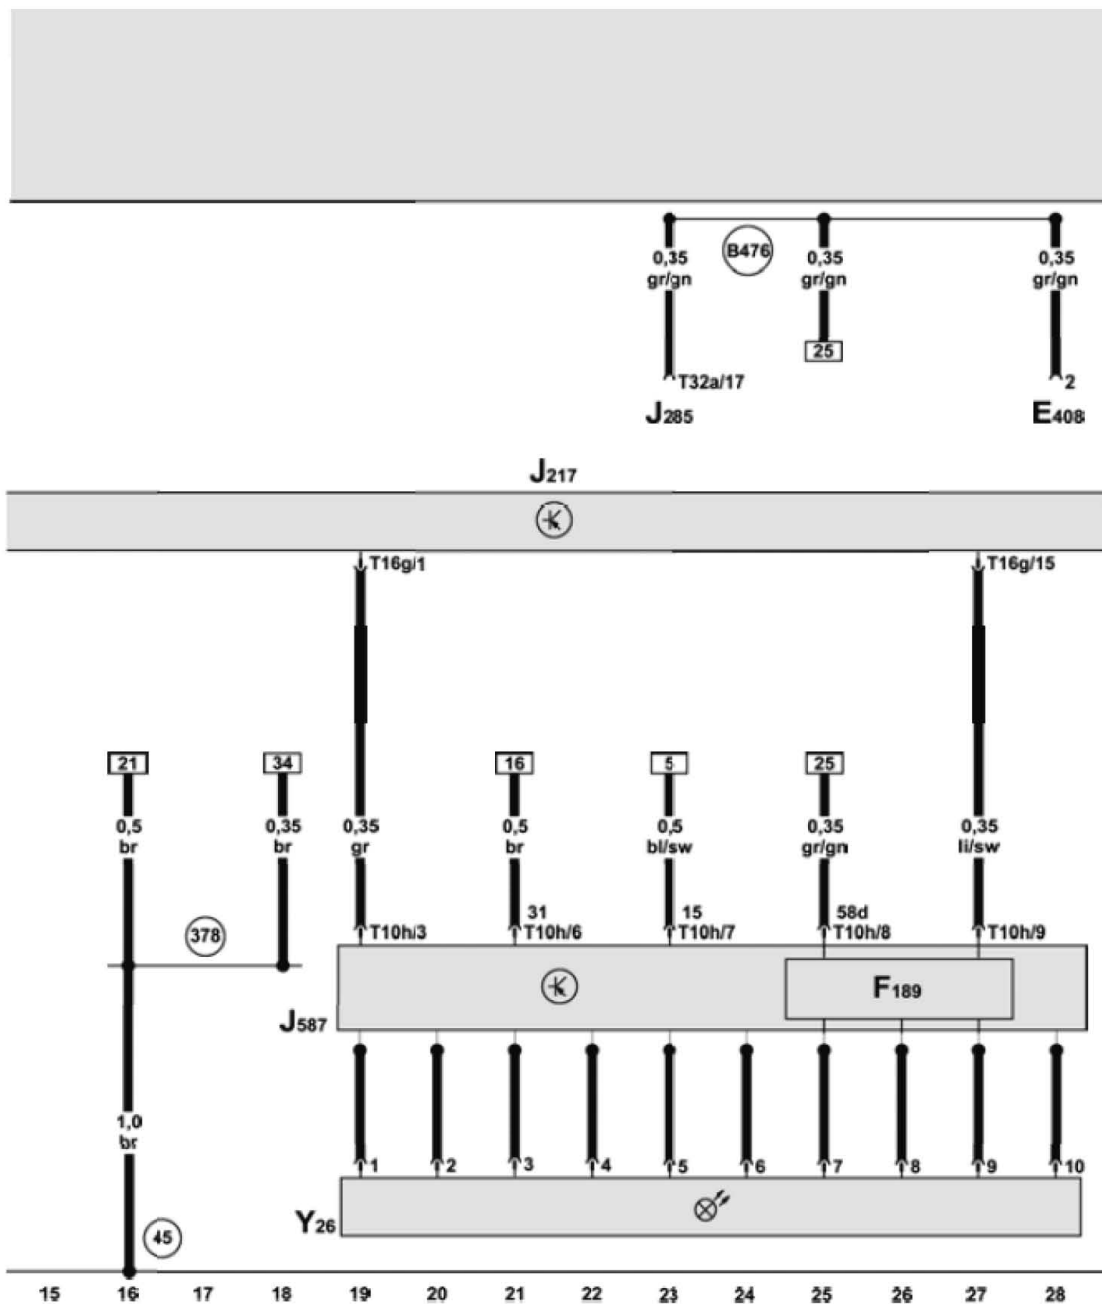 B476
0,35 0,35 0,35
gr/gn gr/gn gr/gn
25
T32a/17 2
J285 E408
J217
T16g/1 T16g/15
21 34 16 5 25
0,5 0,35 0,35 0,5 0,5 0,35 0,35
br br gr br bl/sw gr/gn li/sw
31 15 58d
378 T10h/3 T10h/6 T10h/7 T10h/8 T10h/9
F189
J587
1,0
br
1 2 3 4 5 6 7 8 9 10
Y26
45
15 16 17 18 19 20 21 22 23 24 25 26 27 28